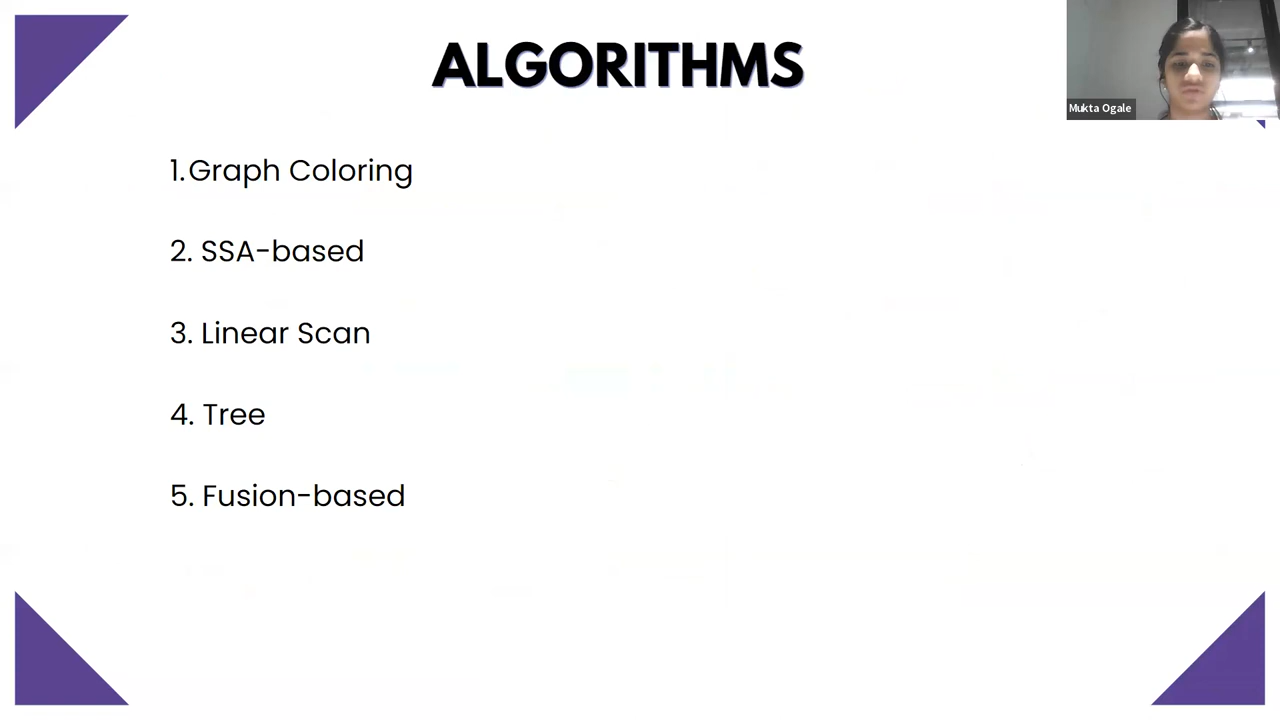 ALGORITHMS
Mukta Ogale
1.Graph Coloring
2. SSA-based
3. Linear Scan
4. Tree
5. Fusion-based